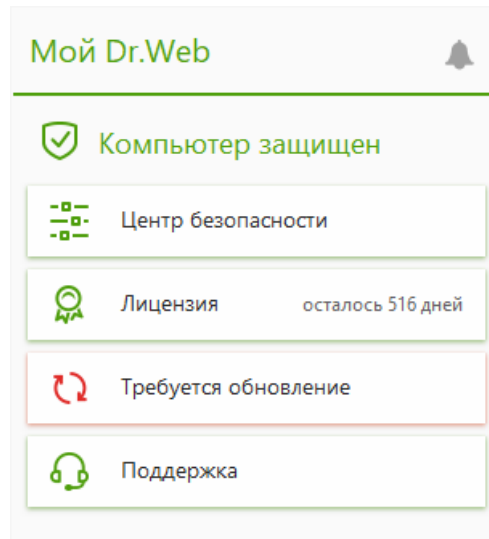 Мой Dr.Web
Компьютер защищен
Центр безопасности
Лицензия осталось 516 дней
Требуется обновление
Поддержка